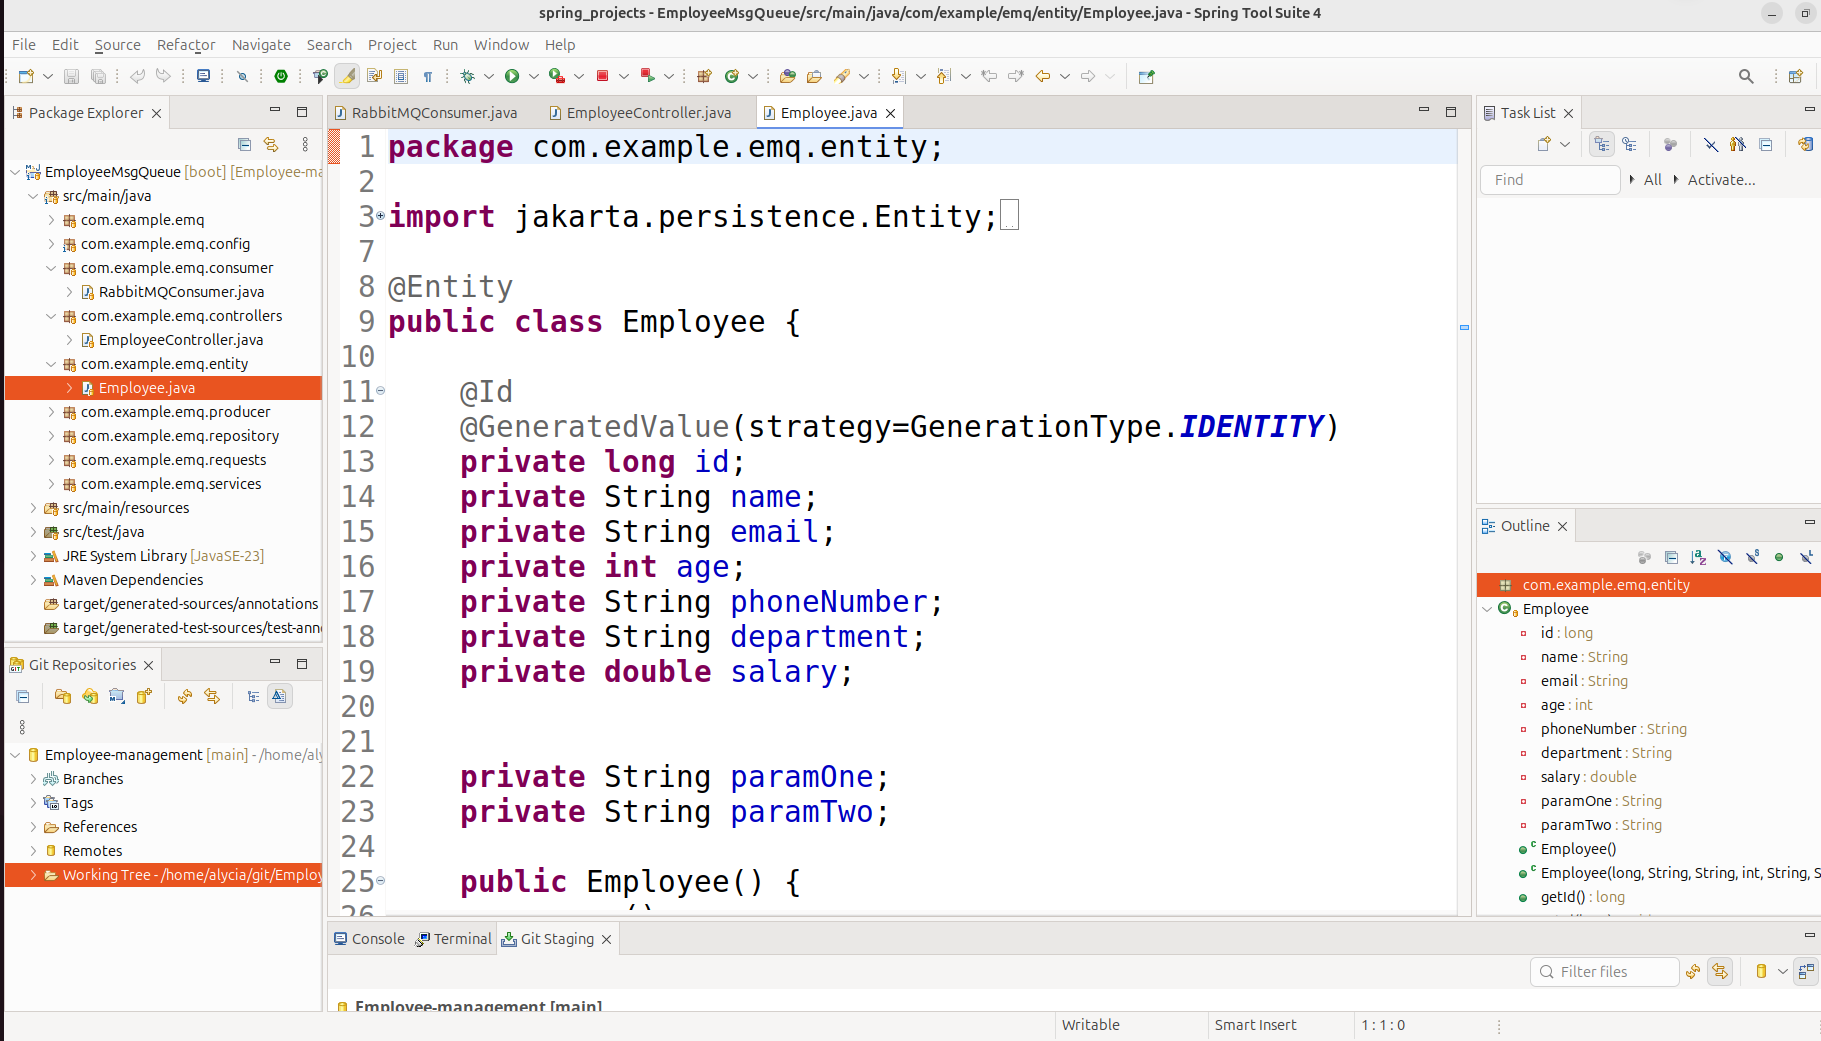 spring_projects - EmployeeMsgQueue/src/main/java/com/example/emq/entity/Employee.java - Spring Tool Suite 4
File Edit Source Refactor Navigate Search Project Run Window Help
Package Explorer
EmployeeMsgQueue [boot] [Employee-ma
src/main/java
com.example.emq
com.example.emq.config
com.example.emq.consumer
RabbitMQConsumer.java
com.example.emq.controllers
EmployeeController.java
com.example.emq.entity
Employee.java
com.example.emq.producer
com.example.emq.repository
com.example.emq.requests
com.example.emq.services
src/main/resources
src/test/java
JRE System Library [JavaSE-23]
Maven Dependencies
target/generated-sources/annotations
target/generated-test-sources/test-ann
Git Repositories
Employee-management [main] - /home/aly
Branches
Tags
References
Remotes
Working Tree - /home/alycia/git/Employ
RabbitMQConsumer.java EmployeeController.java Employee.java
1 package com.example.emq.entity;
2
3 import jakarta.persistence.Entity;
7
8 @Entity
9 public class Employee {
10
11 @Id
12 @GeneratedValue(strategy=GenerationType.IDENTITY)
13 private long id;
14 private String name;
15 private String email;
16 private int age;
17 private String phoneNumber;
18 private String department;
19 private double salary;
20
21
22 private String paramOne;
23 private String paramTwo;
24
25 public Employee() {
26
Task List
Find All Activate...
Outline
com.example.emq.entity
Employee
id : long
name : String
email : String
age : int
phoneNumber : String
department : String
salary : double
paramOne : String
paramTwo : String
Employee()
Employee(long, String, String, int, String, S
getId() : long
Console Terminal Git Staging
Filter files
Employee-management [main]
Writable Smart Insert 1 : 1 : 0